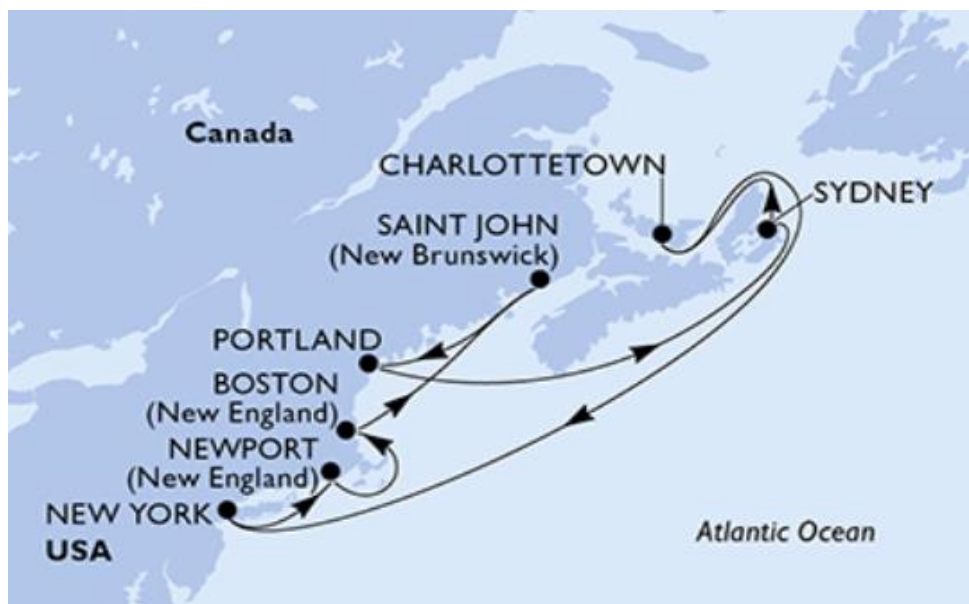 Canada
CHARLOTTETOWN
SYDNEY
SAINT JOHN
(New Brunswick)
PORTLAND
BOSTON
(New England)
NEWPORT
(New England)
NEW YORK
USA
Atlantic Ocean